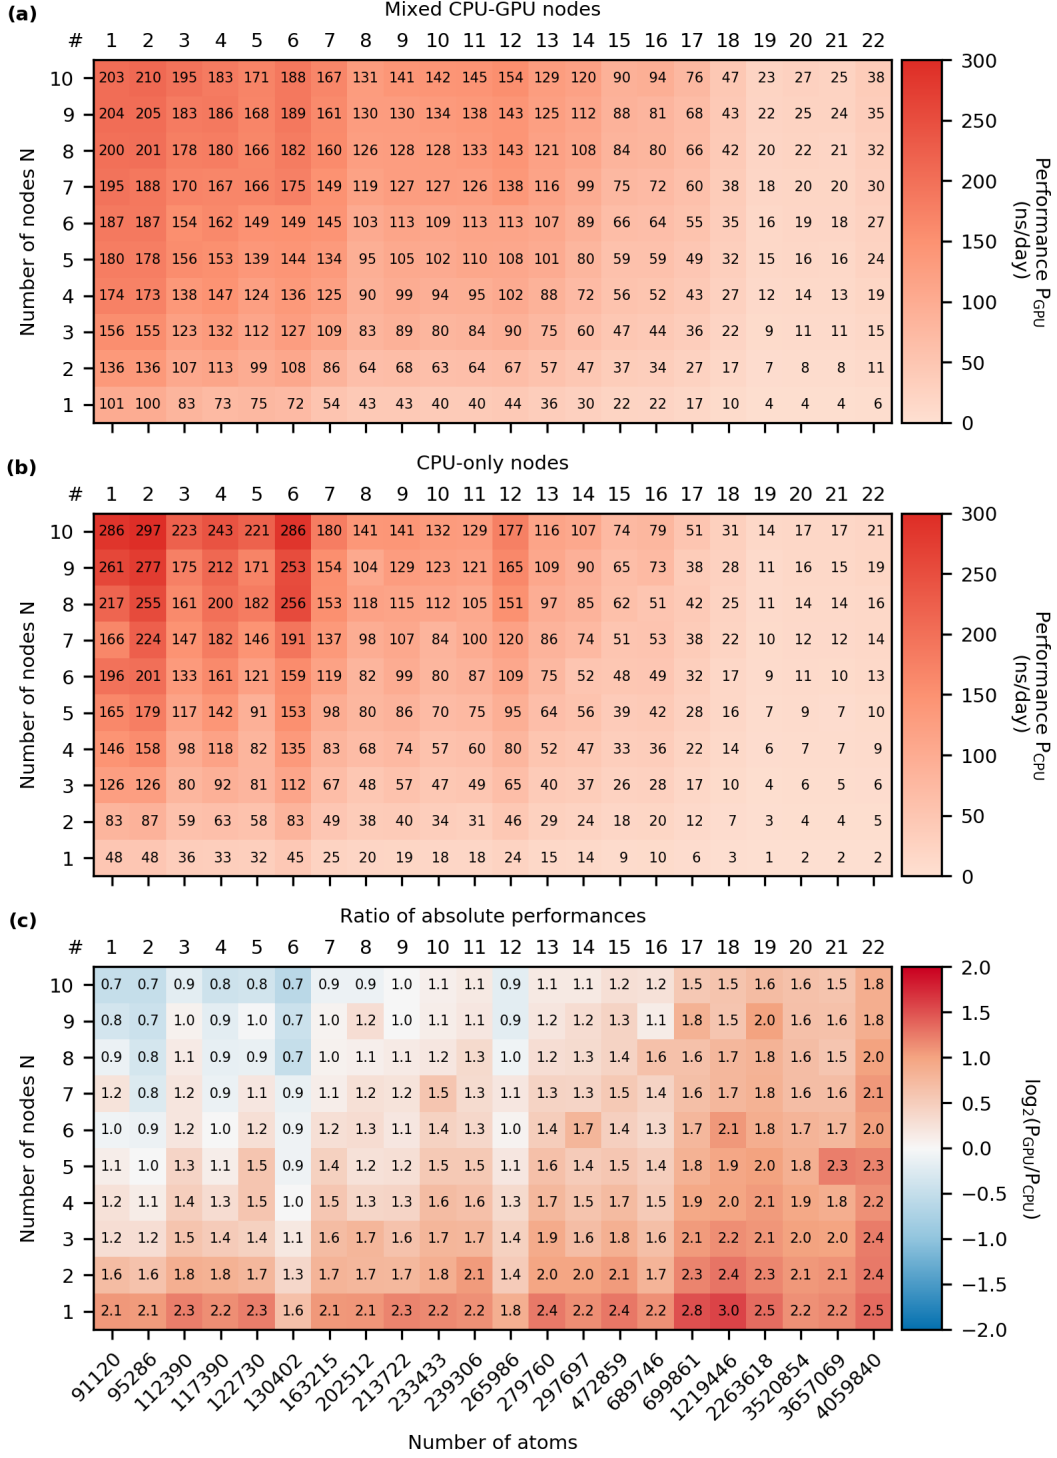 (a)
Mixed CPU-GPU nodes
# 1 2 3 4 5 6 7 8 9 10 11 12 13 14 15 16 17 18 19 20 21 22
10 203 210 195 183 171 188 167 131 141 142 145 154 129 120 90 94 76 47 23 27 25 38
9 204 205 183 186 168 189 161 130 130 134 138 143 125 112 88 81 68 43 22 25 24 35
8 200 201 178 180 166 182 160 126 128 128 133 143 121 108 84 80 66 42 20 22 21 32
7 195 188 170 167 166 175 149 119 127 127 126 138 116 99 75 72 60 38 18 20 20 30
6 187 187 154 162 149 149 145 103 113 109 113 113 107 89 66 64 55 35 16 19 18 27
5 180 178 156 153 139 144 134 95 105 102 110 108 101 80 59 59 49 32 15 16 16 24
4 174 173 138 147 124 136 125 90 99 94 95 102 88 72 56 52 43 27 12 14 13 19
3 156 155 123 132 112 127 109 83 89 80 84 90 75 60 47 44 36 22 9 11 11 15
2 136 136 107 113 99 108 86 64 68 63 64 67 57 47 37 34 27 17 7 8 8 11
1 101 100 83 73 75 72 54 43 43 40 40 44 36 30 22 22 17 10 4 4 4 6
Number of nodes N
300
250
200
150
100
50
0
Performance P_GPU
(ns/day)
(b)
CPU-only nodes
# 1 2 3 4 5 6 7 8 9 10 11 12 13 14 15 16 17 18 19 20 21 22
10 286 297 223 243 221 286 180 141 141 132 129 177 116 107 74 79 51 31 14 17 17 21
9 261 277 175 212 171 253 154 104 129 123 121 165 109 90 65 73 38 28 11 16 15 19
8 217 255 161 200 182 256 153 118 115 112 105 151 97 85 62 51 42 25 11 14 14 16
7 166 224 147 182 146 191 137 98 107 84 100 120 86 74 51 53 38 22 10 12 12 14
6 196 201 133 161 121 159 119 82 99 80 87 109 75 52 48 49 32 17 9 11 10 13
5 165 179 117 142 91 153 98 80 86 70 75 95 64 56 39 42 28 16 7 9 7 10
4 146 158 98 118 82 135 83 68 74 57 60 80 52 47 33 36 22 14 6 7 7 9
3 126 126 80 92 81 112 67 48 57 47 49 65 40 37 26 28 17 10 4 6 5 6
2 83 87 59 63 58 83 49 38 40 34 31 46 29 24 18 20 12 7 3 4 4 5
1 48 48 36 33 32 45 25 20 19 18 18 24 15 14 9 10 6 3 1 2 2 2
Number of nodes N
300
250
200
150
100
50
0
Performance P_CPU
(ns/day)
(c)
Ratio of absolute performances
# 1 2 3 4 5 6 7 8 9 10 11 12 13 14 15 16 17 18 19 20 21 22
10 0.7 0.7 0.9 0.8 0.8 0.7 0.9 0.9 1.0 1.1 1.1 0.9 1.1 1.1 1.2 1.2 1.5 1.5 1.6 1.6 1.5 1.8
9 0.8 0.7 1.0 0.9 1.0 0.7 1.0 1.2 1.0 1.1 1.1 0.9 1.2 1.2 1.3 1.1 1.8 1.5 2.0 1.6 1.6 1.8
8 0.9 0.8 1.1 0.9 0.9 0.7 1.0 1.1 1.1 1.2 1.3 1.0 1.2 1.3 1.4 1.6 1.6 1.7 1.8 1.6 1.5 2.0
7 1.2 0.8 1.2 0.9 1.1 0.9 1.1 1.2 1.2 1.5 1.3 1.1 1.3 1.3 1.5 1.4 1.6 1.7 1.8 1.6 1.6 2.1
6 1.0 0.9 1.2 1.0 1.2 0.9 1.2 1.3 1.1 1.4 1.3 1.0 1.4 1.7 1.4 1.3 1.7 2.1 1.8 1.7 1.7 2.0
5 1.1 1.0 1.3 1.1 1.5 0.9 1.4 1.2 1.2 1.5 1.5 1.1 1.6 1.4 1.5 1.4 1.8 1.9 2.0 1.8 2.3 2.3
4 1.2 1.1 1.4 1.3 1.5 1.0 1.5 1.3 1.3 1.6 1.6 1.3 1.7 1.5 1.7 1.5 1.9 2.0 2.1 1.9 1.8 2.2
3 1.2 1.2 1.5 1.4 1.4 1.1 1.6 1.7 1.6 1.7 1.7 1.4 1.9 1.6 1.8 1.6 2.1 2.2 2.1 2.0 2.0 2.4
2 1.6 1.6 1.8 1.8 1.7 1.3 1.7 1.7 1.7 1.8 2.1 1.4 2.0 2.0 2.1 1.7 2.3 2.4 2.3 2.1 2.1 2.4
1 2.1 2.1 2.3 2.2 2.3 1.6 2.1 2.1 2.3 2.2 2.2 1.8 2.4 2.2 2.4 2.2 2.8 3.0 2.5 2.2 2.2 2.5
Number of nodes N
2.0
1.5
1.0
0.5
0.0
−0.5
−1.0
−1.5
−2.0
log₂(P_GPU/P_CPU)
91120 95286 112390 117390 122730 130402 163215 202512 213722 233433 239306 265986 279760 297697 472859 689746 699861 1219446 2263618 3520854 3657069 4059840
Number of atoms